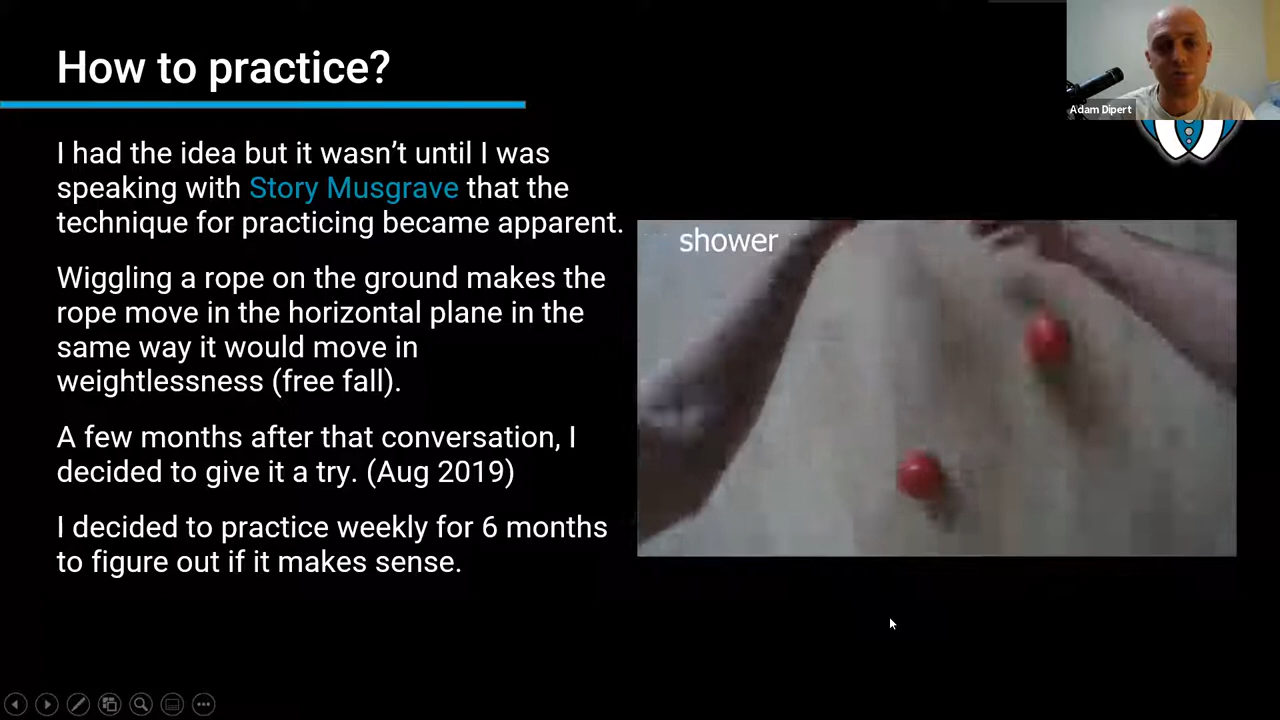 How to practice?
Adam Dipert
I had the idea but it wasn't until I was
speaking with Story Musgrave that the
technique for practicing became apparent.
shower
Wiggling a rope on the ground makes the
rope move in the horizontal plane in the
same way it would move in
weightlessness (free fall).
A few months after that conversation, I
decided to give it a try. (Aug 2019)
I decided to practice weekly for 6 months
to figure out if it makes sense.